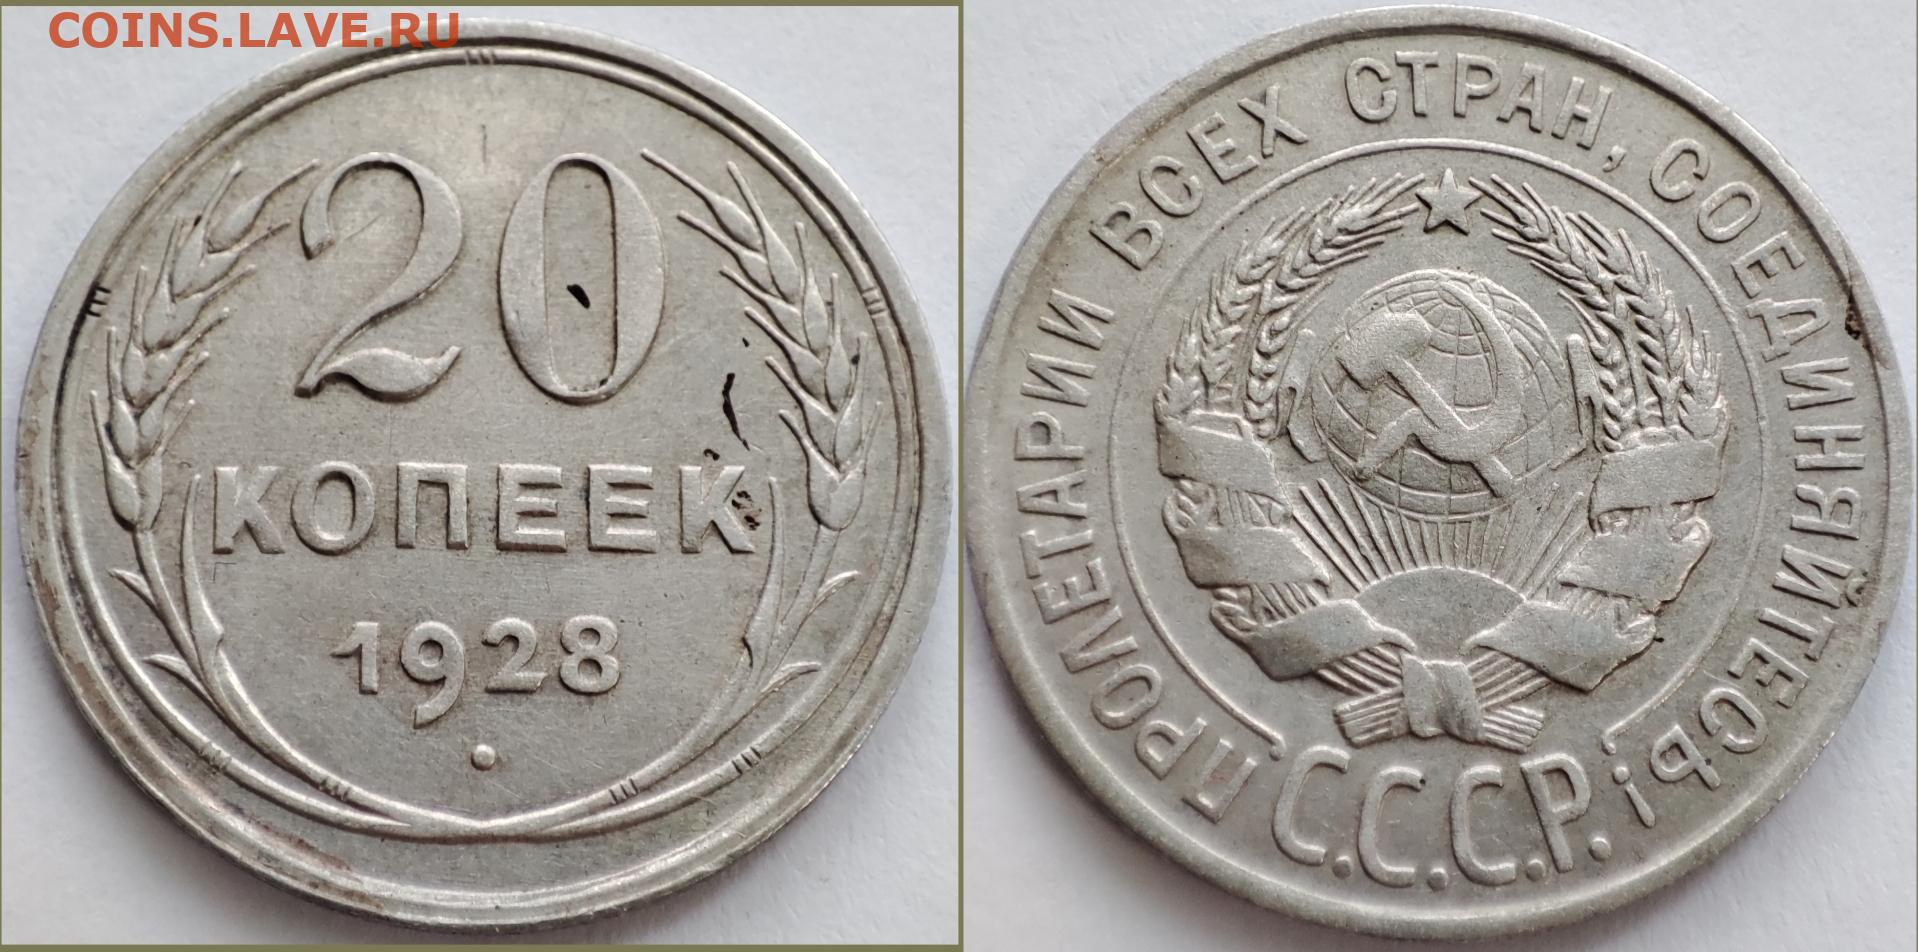 COINS.LAVE.RU
20
КОПЕЕК
1928
ПРОЛЕТАРИИ ВСЕХ СТРАН, СОЕДИНЯЙТЕСЬ!
С.С.С.Р.